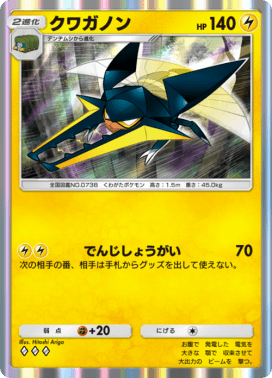 2進化 クワガノン HP 140
デンヂムシから進化
全国図鑑NO.0738 くわがたポケモン 高さ：1.5m 重さ：45.0kg
でんじしょうがい 70
次の相手の番、相手は手札からグッズを出して使えない。
弱点 +20 にげる
Illus. Hitoshi Ariga
お腹で 発電した 電気を
大きな 顎で 収束させて
大出力の ビームを 撃つ。